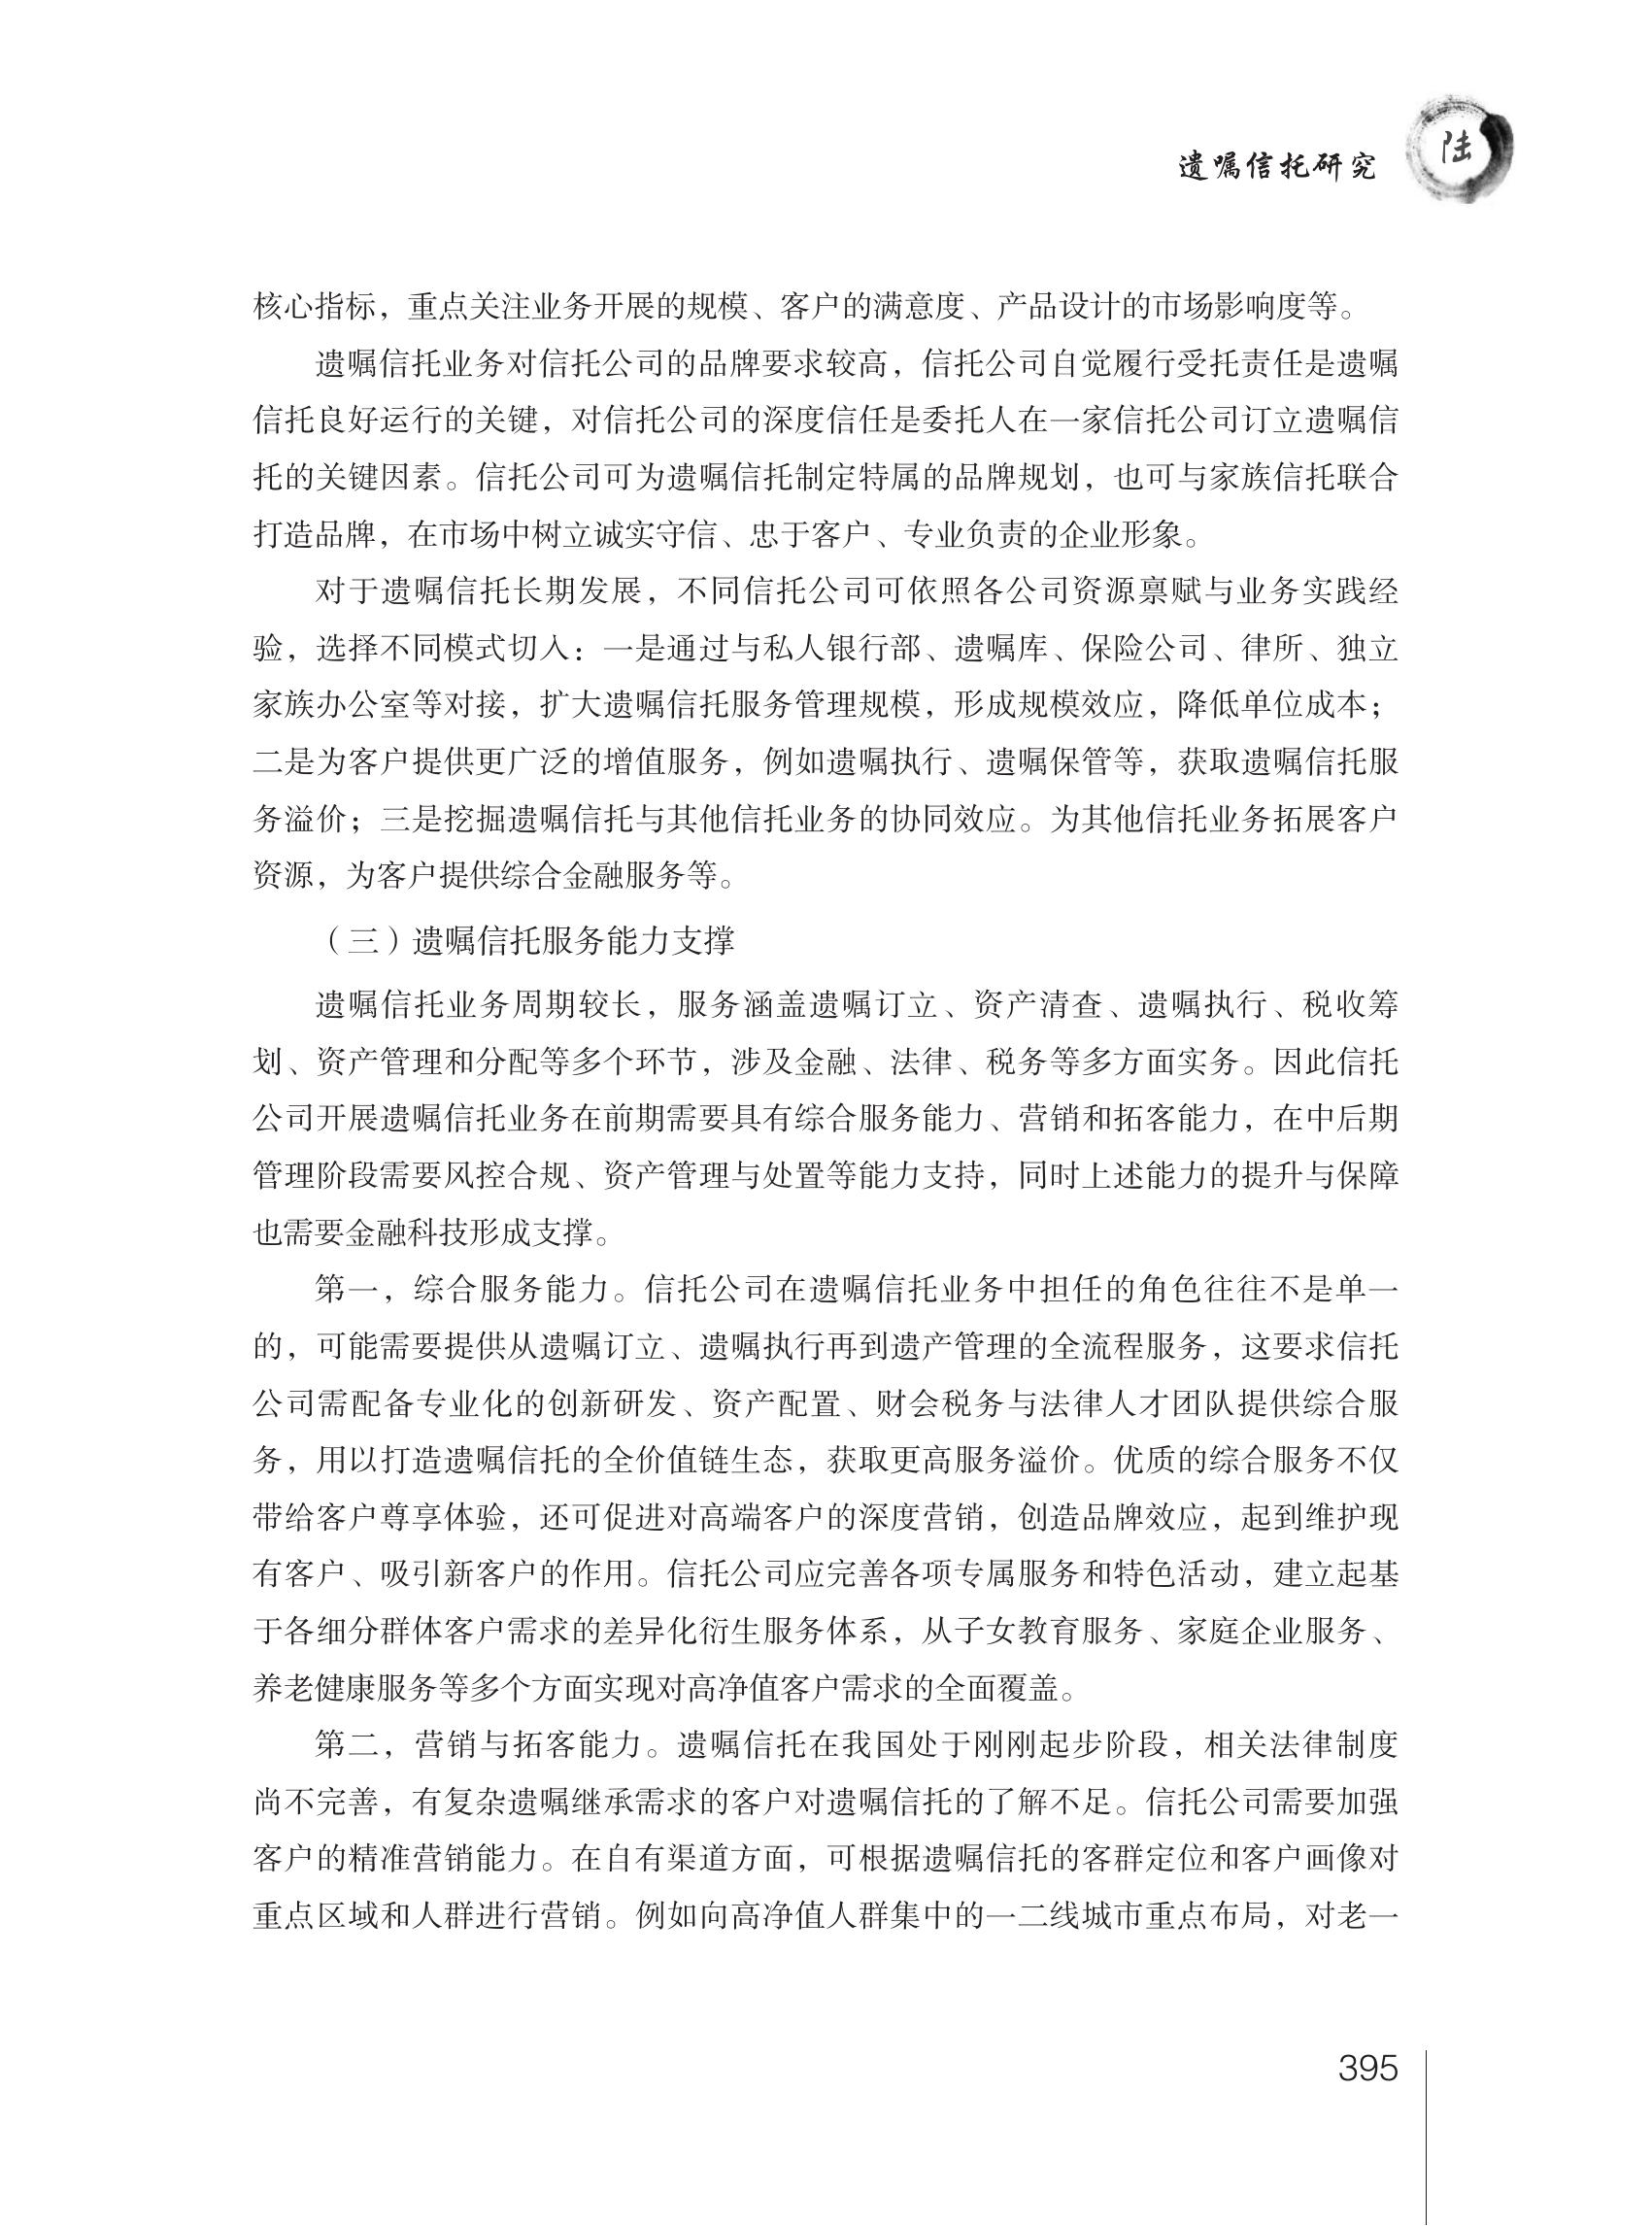 遗嘱信托研究
陆
核心指标，重点关注业务开展的规模、客户的满意度、产品设计的市场影响度等。
遗嘱信托业务对信托公司的品牌要求较高，信托公司自觉履行受托责任是遗嘱
信托良好运行的关键，对信托公司的深度信任是委托人在一家信托公司订立遗嘱信
托的关键因素。信托公司可为遗嘱信托制定特属的品牌规划，也可与家族信托联合
打造品牌，在市场中树立诚实守信、忠于客户、专业负责的企业形象。
对于遗嘱信托长期发展，不同信托公司可依照各公司资源禀赋与业务实践经
验，选择不同模式切入：一是通过与私人银行部、遗嘱库、保险公司、律所、独立
家族办公室等对接，扩大遗嘱信托服务管理规模，形成规模效应，降低单位成本；
二是为客户提供更广泛的增值服务，例如遗嘱执行、遗嘱保管等，获取遗嘱信托服
务溢价；三是挖掘遗嘱信托与其他信托业务的协同效应。为其他信托业务拓展客户
资源，为客户提供综合金融服务等。
（三）遗嘱信托服务能力支撑
遗嘱信托业务周期较长，服务涵盖遗嘱订立、资产清查、遗嘱执行、税收筹
划、资产管理和分配等多个环节，涉及金融、法律、税务等多方面实务。因此信托
公司开展遗嘱信托业务在前期需要具有综合服务能力、营销和拓客能力，在中后期
管理阶段需要风控合规、资产管理与处置等能力支持，同时上述能力的提升与保障
也需要金融科技形成支撑。
第一，综合服务能力。信托公司在遗嘱信托业务中担任的角色往往不是单一
的，可能需要提供从遗嘱订立、遗嘱执行再到遗产管理的全流程服务，这要求信托
公司需配备专业化的创新研发、资产配置、财会税务与法律人才团队提供综合服
务，用以打造遗嘱信托的全价值链生态，获取更高服务溢价。优质的综合服务不仅
带给客户尊享体验，还可促进对高端客户的深度营销，创造品牌效应，起到维护现
有客户、吸引新客户的作用。信托公司应完善各项专属服务和特色活动，建立起基
于各细分群体客户需求的差异化衍生服务体系，从子女教育服务、家庭企业服务、
养老健康服务等多个方面实现对高净值客户需求的全面覆盖。
第二，营销与拓客能力。遗嘱信托在我国处于刚刚起步阶段，相关法律制度
尚不完善，有复杂遗嘱继承需求的客户对遗嘱信托的了解不足。信托公司需要加强
客户的精准营销能力。在自有渠道方面，可根据遗嘱信托的客群定位和客户画像对
重点区域和人群进行营销。例如向高净值人群集中的一二线城市重点布局，对老一
395